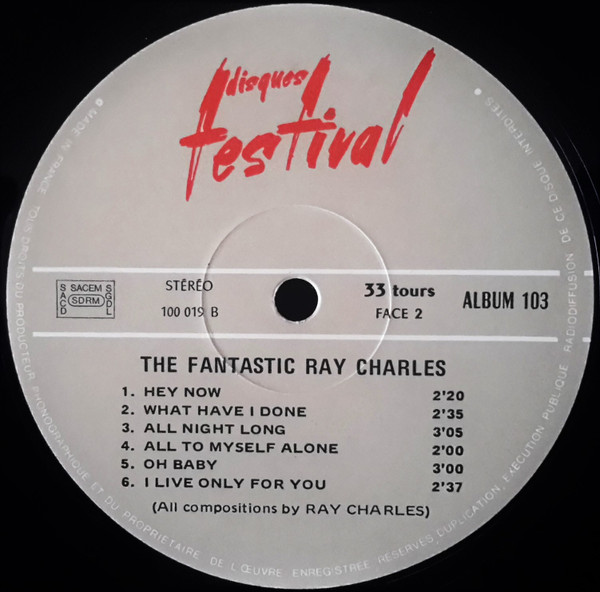 disques
festival
SACEM
SACD
SDRM
SGDL
STÉRÉO
100 019 B
33 tours
FACE 2
ALBUM 103
THE FANTASTIC RAY CHARLES
1. HEY NOW 2'20
2. WHAT HAVE I DONE 2'35
3. ALL NIGHT LONG 3'05
4. ALL TO MYSELF ALONE 2'00
5. OH BABY 3'00
6. I LIVE ONLY FOR YOU 2'37
(All compositions by RAY CHARLES)
• MADE IN FRANCE TOUS DROITS DU PRODUCTEUR PHONOGRAPHIQUE ET DU PROPRIETAIRE DE L'ŒUVRE ENREGISTRÉE RÉSERVÉS, DUPLICATION, EXÉCUTION PUBLIQUE RADIODIFFUSION DE CE DISQUE INTERDITES •